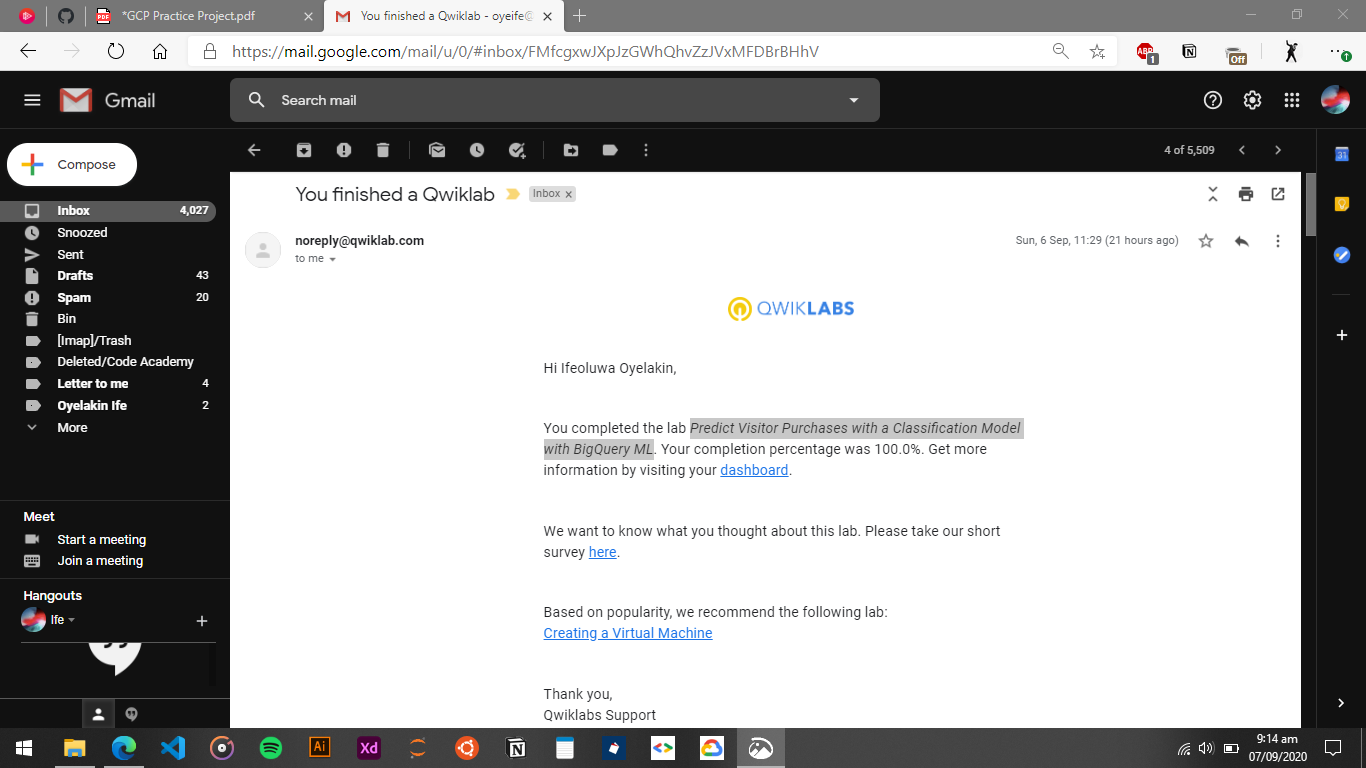 *GCP Practice Project.pdf
You finished a Qwiklab - oyeife@
https://mail.google.com/mail/u/0/#inbox/FMfcgxwJXpJzGWhQhvZzJVxMFDBrBHhV
1
Off
Gmail
Search mail
Compose
4 of 5,509
Inbox 4,027
Snoozed
Sent
Drafts 43
Spam 20
Bin
[Imap]/Trash
Deleted/Code Academy
Letter to me 4
Oyelakin Ife 2
More
Meet
Start a meeting
Join a meeting
Hangouts
Ife
You finished a Qwiklab Inbox x
noreply@qwiklab.com
Sun, 6 Sep, 11:29 (21 hours ago)
to me
QWIKLABS
Hi Ifeoluwa Oyelakin,
You completed the lab Predict Visitor Purchases with a Classification Model
with BigQuery ML. Your completion percentage was 100.0%. Get more
information by visiting your dashboard.
We want to know what you thought about this lab. Please take our short
survey here.
Based on popularity, we recommend the following lab:
Creating a Virtual Machine
Thank you,
Qwiklabs Support
31
Ai
Xd
9:14 am
07/09/2020